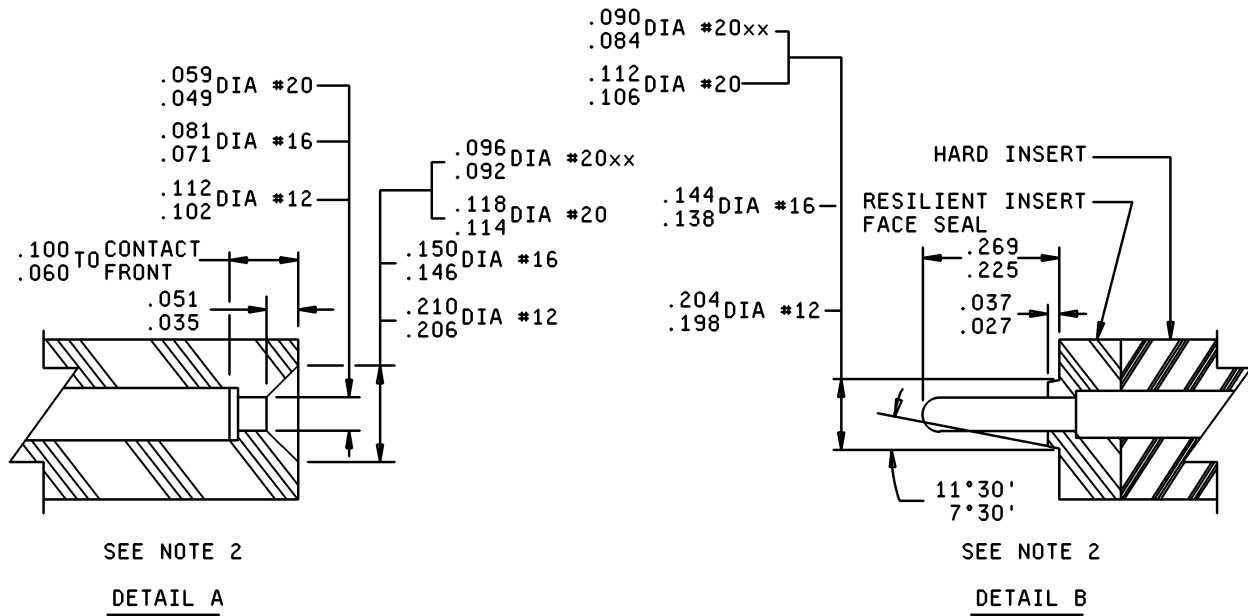 .059
.049 DIA #20
.081
.071 DIA #16
.112
.102 DIA #12
.100
.060 TO CONTACT
FRONT
.051
.035
.096
.092 DIA #20xx
.118
.114 DIA #20
.150
.146 DIA #16
.210
.206 DIA #12
SEE NOTE 2
DETAIL A
.090
.084 DIA #20xx
.112
.106 DIA #20
.144
.138 DIA #16
.204
.198 DIA #12
HARD INSERT
RESILIENT INSERT
FACE SEAL
.269
.225
.037
.027
11°30'
7°30'
SEE NOTE 2
DETAIL B